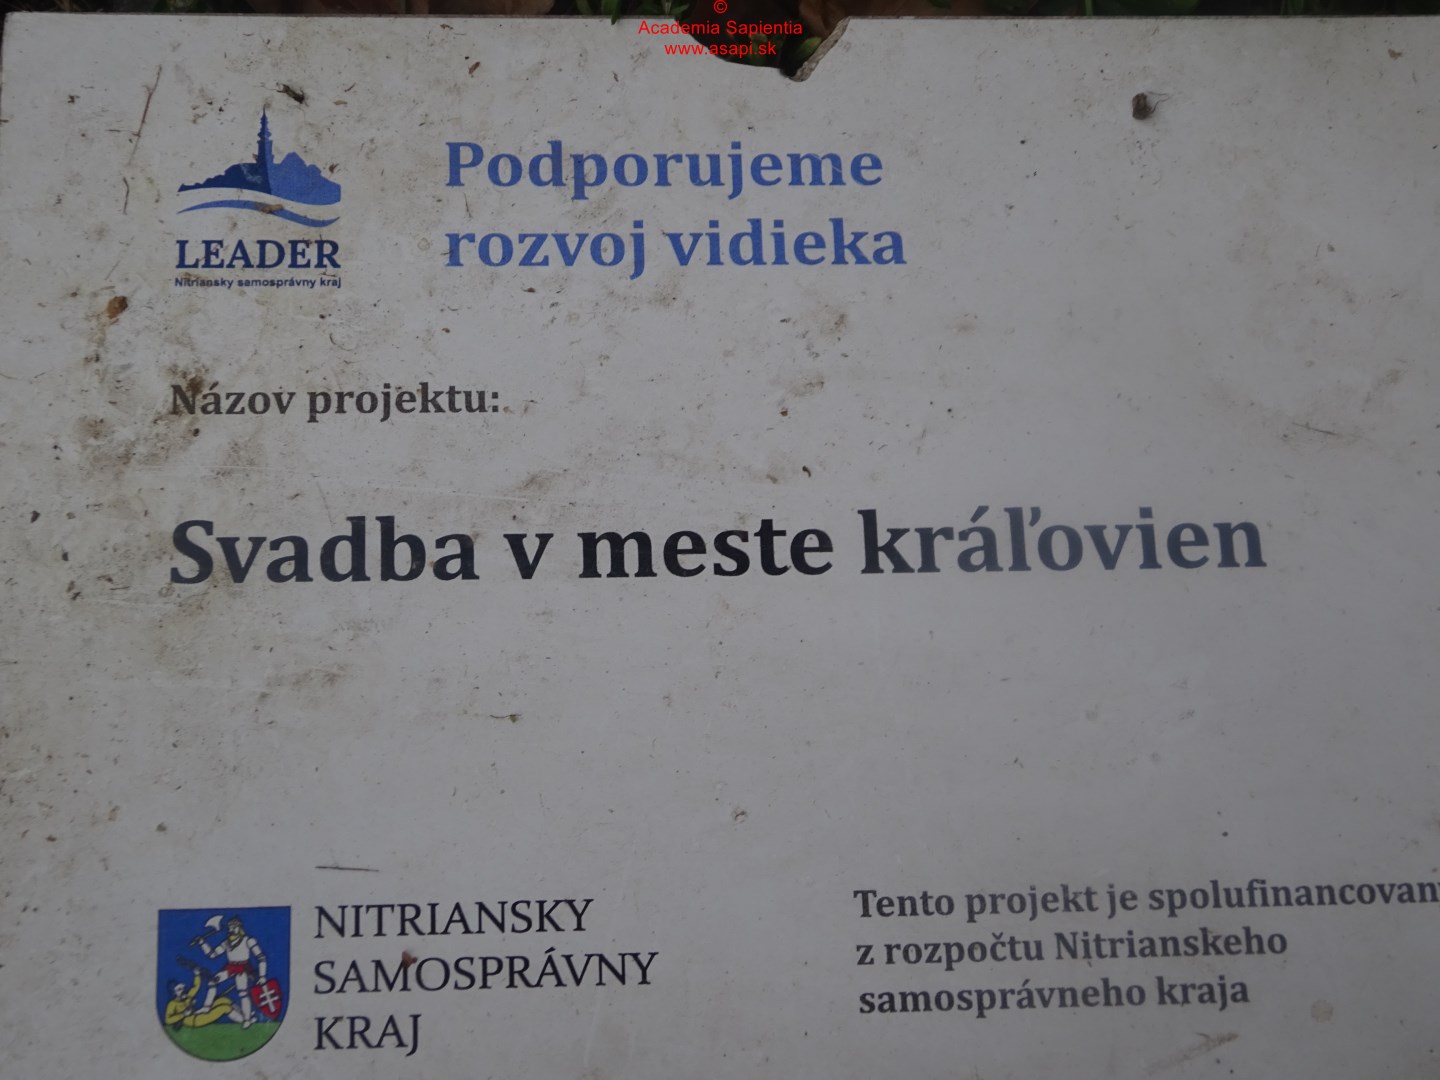 ©
Academia Sapientia
www.asapi.sk
LEADER
Nitriansky samosprávny kraj
Podporujeme
rozvoj vidieka
Názov projektu:
Svadba v meste kráľovien
NITRIANSKY
SAMOSPRÁVNY
KRAJ
Tento projekt je spolufinancovaný
z rozpočtu Nitrianskeho
samosprávneho kraja